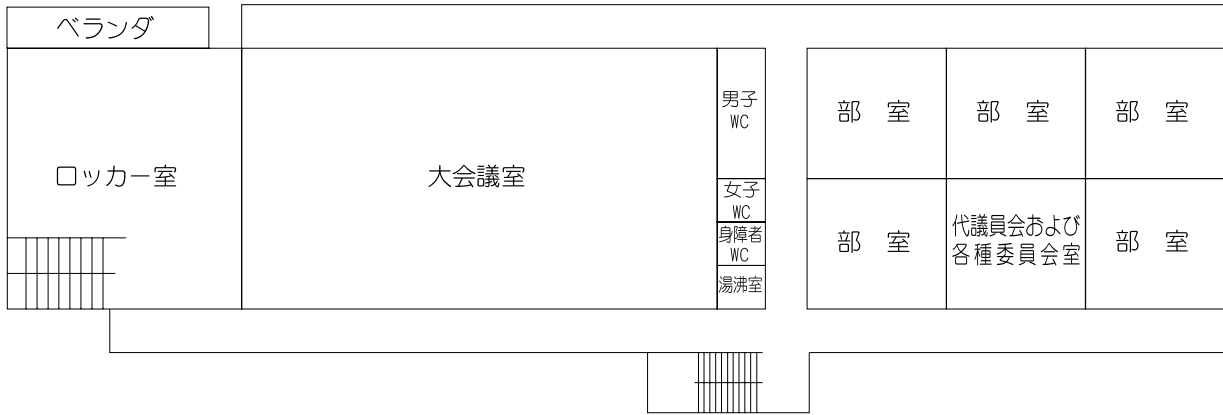 ベランダ
ロッカー室
大会議室
男子
WC
女子
WC
身障者
WC
湯沸室
部　室
部　室
部　室
部　室
代議員会および
各種委員会室
部　室